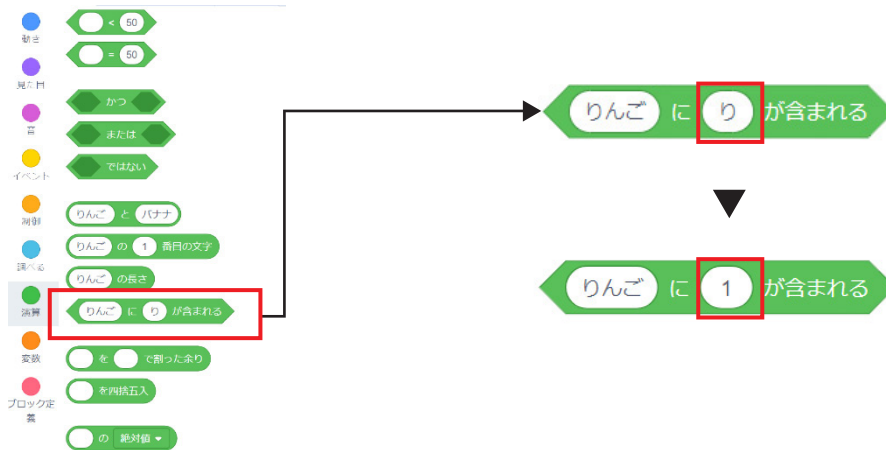 動き
見た目
音
イベント
制御
調べる
演算
変数
ブロック定
義
< 50
= 50
かつ
または
ではない
りんご と バナナ
りんご の 1 番目の文字
りんご の長さ
りんご に り が含まれる
を で割った余り
を四捨五入
の 絶対値
りんご に り が含まれる
りんご に 1 が含まれる